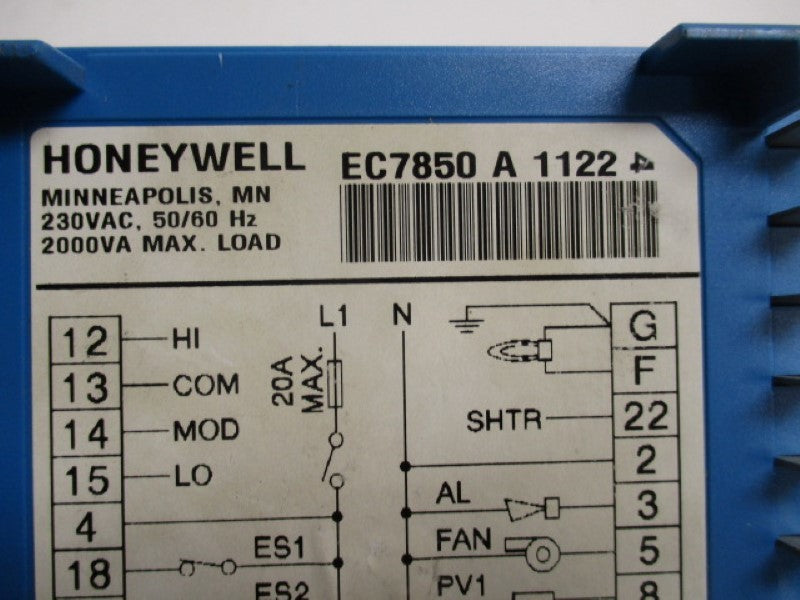 HONEYWELL
MINNEAPOLIS, MN
230VAC, 50/60 Hz
2000VA MAX. LOAD
EC7850 A 1122
12 HI
13 COM
14 MOD
15 LO
4
18 ES1
ES2
L1 N
20A
MAX.
G
F
SHTR 22
2
AL 3
FAN 5
PV1 8